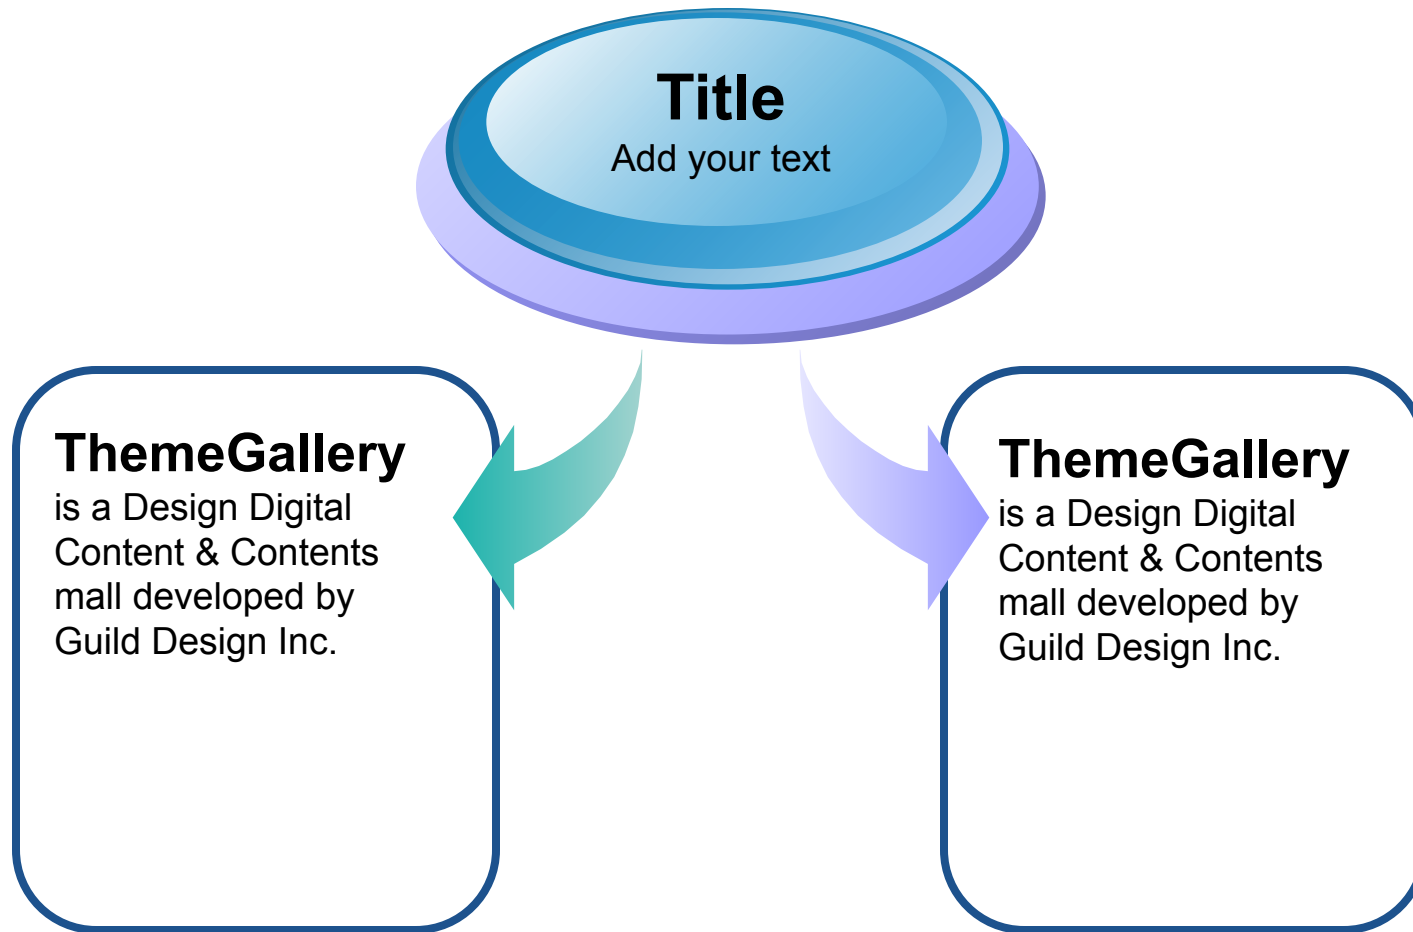 Title
Add your text
ThemeGallery
is a Design Digital
Content & Contents
mall developed by
Guild Design Inc.
ThemeGallery
is a Design Digital
Content & Contents
mall developed by
Guild Design Inc.